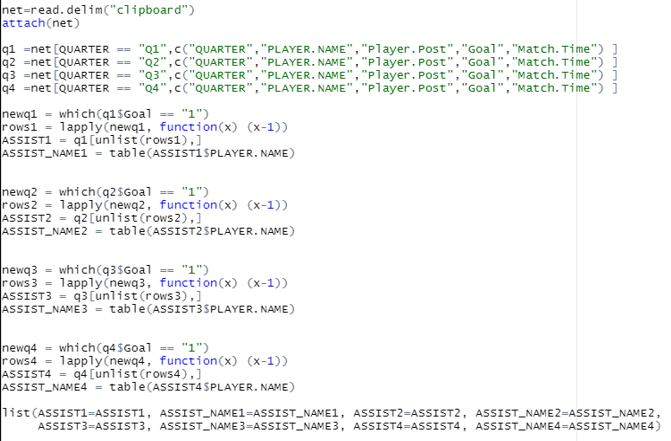 net=read.delim("clipboard")
attach(net)
q1 =net[QUARTER == "Q1",c("QUARTER","PLAYER.NAME","Player.Post","Goal","Match.Time") ]
q2 =net[QUARTER == "Q2",c("QUARTER","PLAYER.NAME","Player.Post","Goal","Match.Time") ]
q3 =net[QUARTER == "Q3",c("QUARTER","PLAYER.NAME","Player.Post","Goal","Match.Time") ]
q4 =net[QUARTER == "Q4",c("QUARTER","PLAYER.NAME","Player.Post","Goal","Match.Time") ]
newq1 = which(q1$Goal == "1")
rows1 = lapply(newq1, function(x) (x-1))
ASSIST1 = q1[unlist(rows1),]
ASSIST_NAME1 = table(ASSIST1$PLAYER.NAME)
newq2 = which(q2$Goal == "1")
rows2 = lapply(newq2, function(x) (x-1))
ASSIST2 = q2[unlist(rows2),]
ASSIST_NAME2 = table(ASSIST2$PLAYER.NAME)
newq3 = which(q3$Goal == "1")
rows3 = lapply(newq3, function(x) (x-1))
ASSIST3 = q3[unlist(rows3),]
ASSIST_NAME3 = table(ASSIST3$PLAYER.NAME)
newq4 = which(q4$Goal == "1")
rows4 = lapply(newq4, function(x) (x-1))
ASSIST4 = q4[unlist(rows4),]
ASSIST_NAME4 = table(ASSIST4$PLAYER.NAME)
list(ASSIST1=ASSIST1, ASSIST_NAME1=ASSIST_NAME1, ASSIST2=ASSIST2, ASSIST_NAME2=ASSIST_NAME2,
ASSIST3=ASSIST3, ASSIST_NAME3=ASSIST_NAME3, ASSIST4=ASSIST4, ASSIST_NAME4=ASSIST_NAME4)